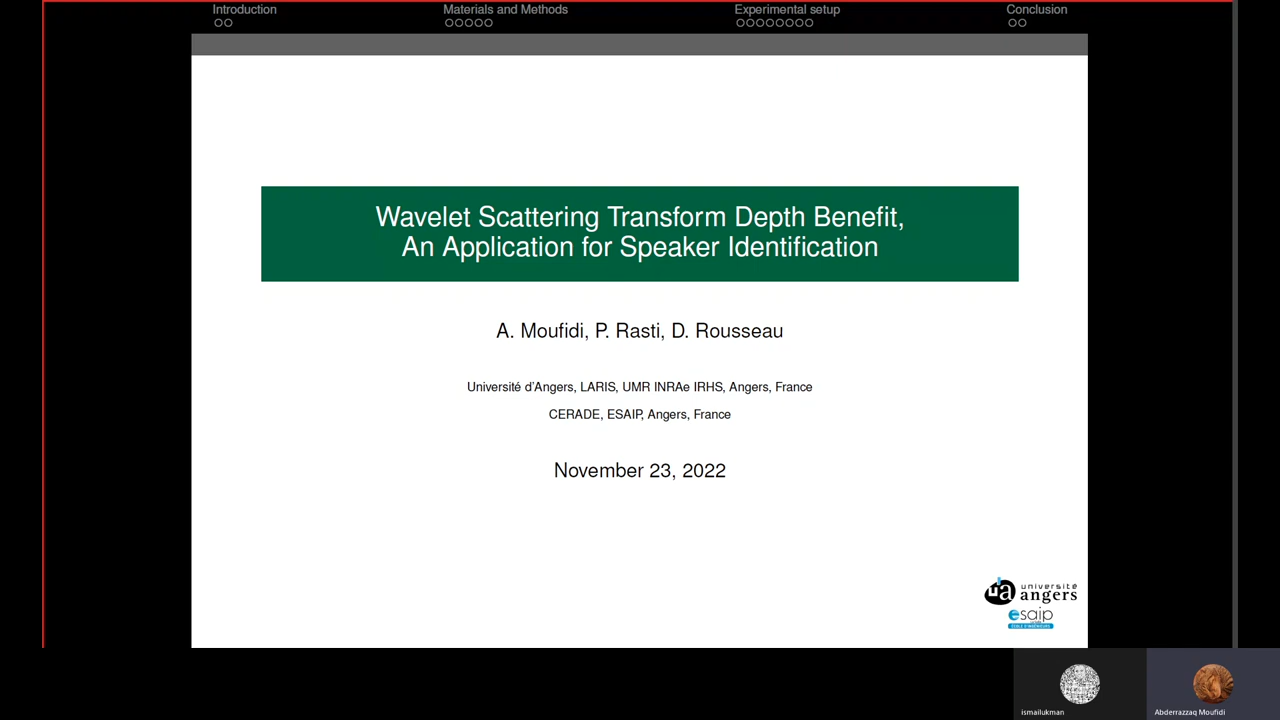 Introduction
Materials and Methods
Experimental setup
Conclusion
Wavelet Scattering Transform Depth Benefit,
An Application for Speaker Identification
A. Moufidi, P. Rasti, D. Rousseau
Université d'Angers, LARIS, UMR INRAe IRHS, Angers, France
CERADE, ESAIP, Angers, France
November 23, 2022
ua université
angers
esaip
ismailukman
Abderrazzaq Moufidi